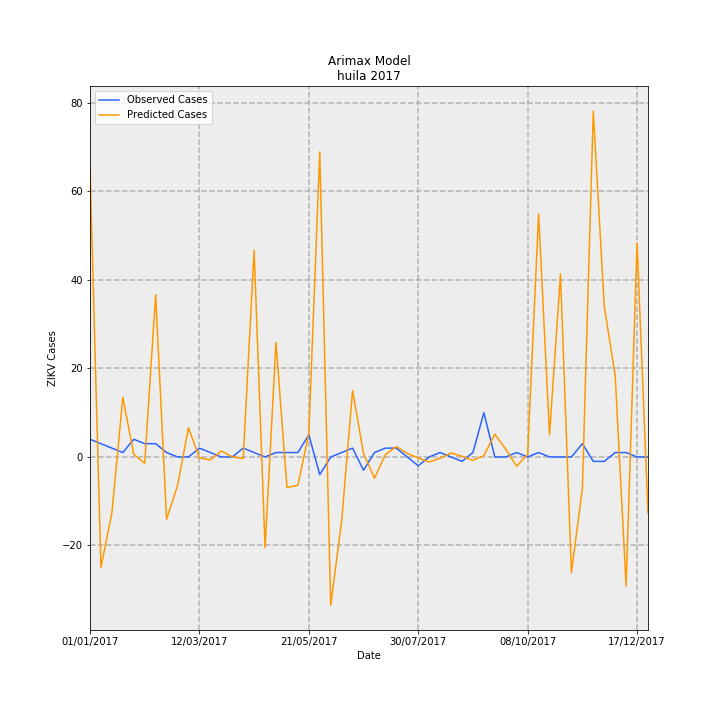 Arimax Model
huila 2017
Observed Cases
Predicted Cases
80
60
40
20
0
−20
ZIKV Cases
01/01/2017 12/03/2017 21/05/2017 30/07/2017 08/10/2017 17/12/2017
Date